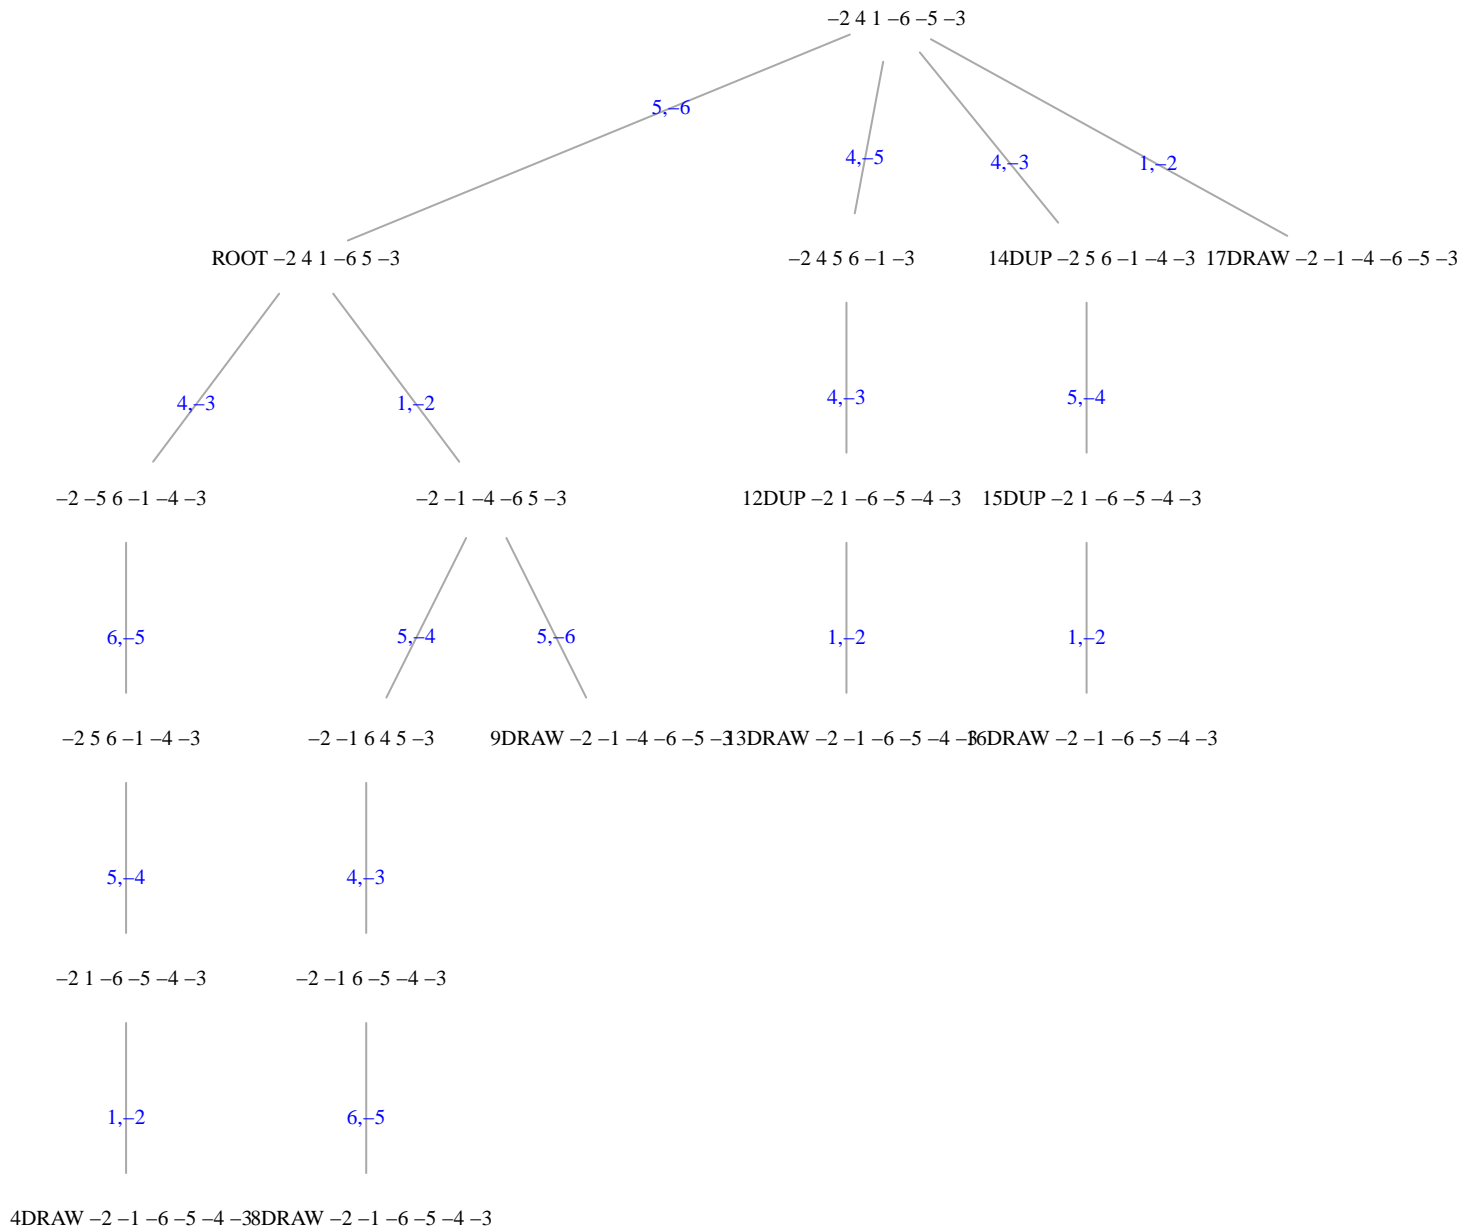 –2 4 1 –6 –5 –3
5,–6
4,–5
4,–3
1,–2
ROOT –2 4 1 –6 5 –3
–2 4 5 6 –1 –3
14DUP –2 5 6 –1 –4 –3
17DRAW –2 –1 –4 –6 –5 –3
4,–3
1,–2
4,–3
5,–4
–2 –5 6 –1 –4 –3
–2 –1 –4 –6 5 –3
12DUP –2 1 –6 –5 –4 –3
15DUP –2 1 –6 –5 –4 –3
6,–5
5,–4
5,–6
1,–2
1,–2
–2 5 6 –1 –4 –3
–2 –1 6 4 5 –3
9DRAW –2 –1 –4 –6 –5 –3
13DRAW –2 –1 –6 –5 –4 –3
16DRAW –2 –1 –6 –5 –4 –3
5,–4
4,–3
–2 1 –6 –5 –4 –3
–2 –1 6 –5 –4 –3
1,–2
6,–5
4DRAW –2 –1 –6 –5 –4 –3
8DRAW –2 –1 –6 –5 –4 –3